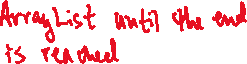 ArrayList until the end
is reached